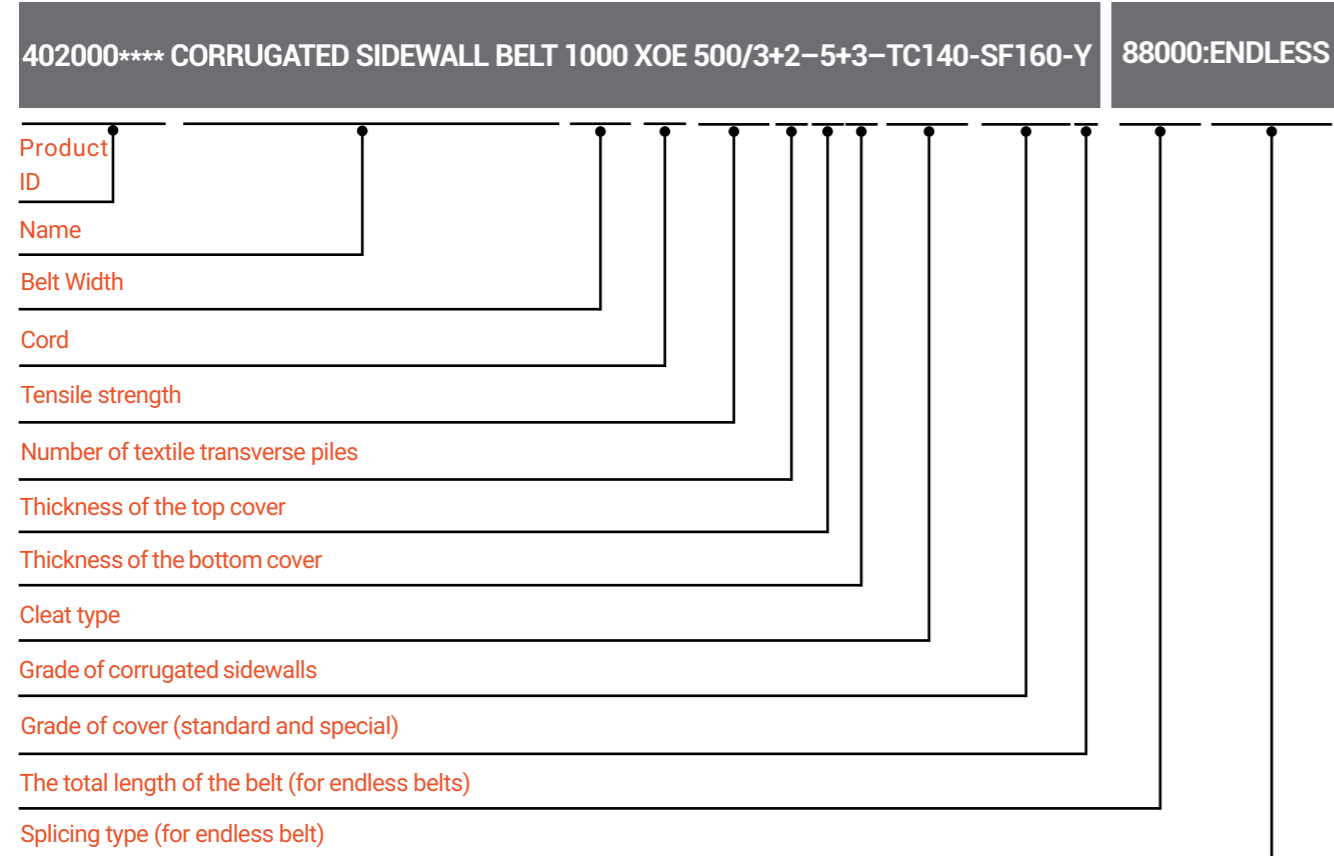 402000**** CORRUGATED SIDEWALL BELT 1000 XOE 500/3+2–5+3–TC140-SF160-Y 88000:ENDLESS
Product
ID
Name
Belt Width
Cord
Tensile strength
Number of textile transverse piles
Thickness of the top cover
Thickness of the bottom cover
Cleat type
Grade of corrugated sidewalls
Grade of cover (standard and special)
The total length of the belt (for endless belts)
Splicing type (for endless belt)